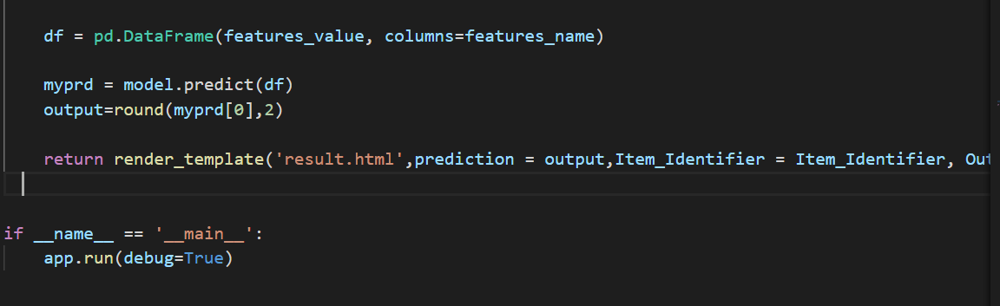 df = pd.DataFrame(features_value, columns=features_name)
myprd = model.predict(df)
output=round(myprd[0],2)
return render_template('result.html',prediction = output,Item_Identifier = Item_Identifier, Out
if __name__ == '__main__':
app.run(debug=True)